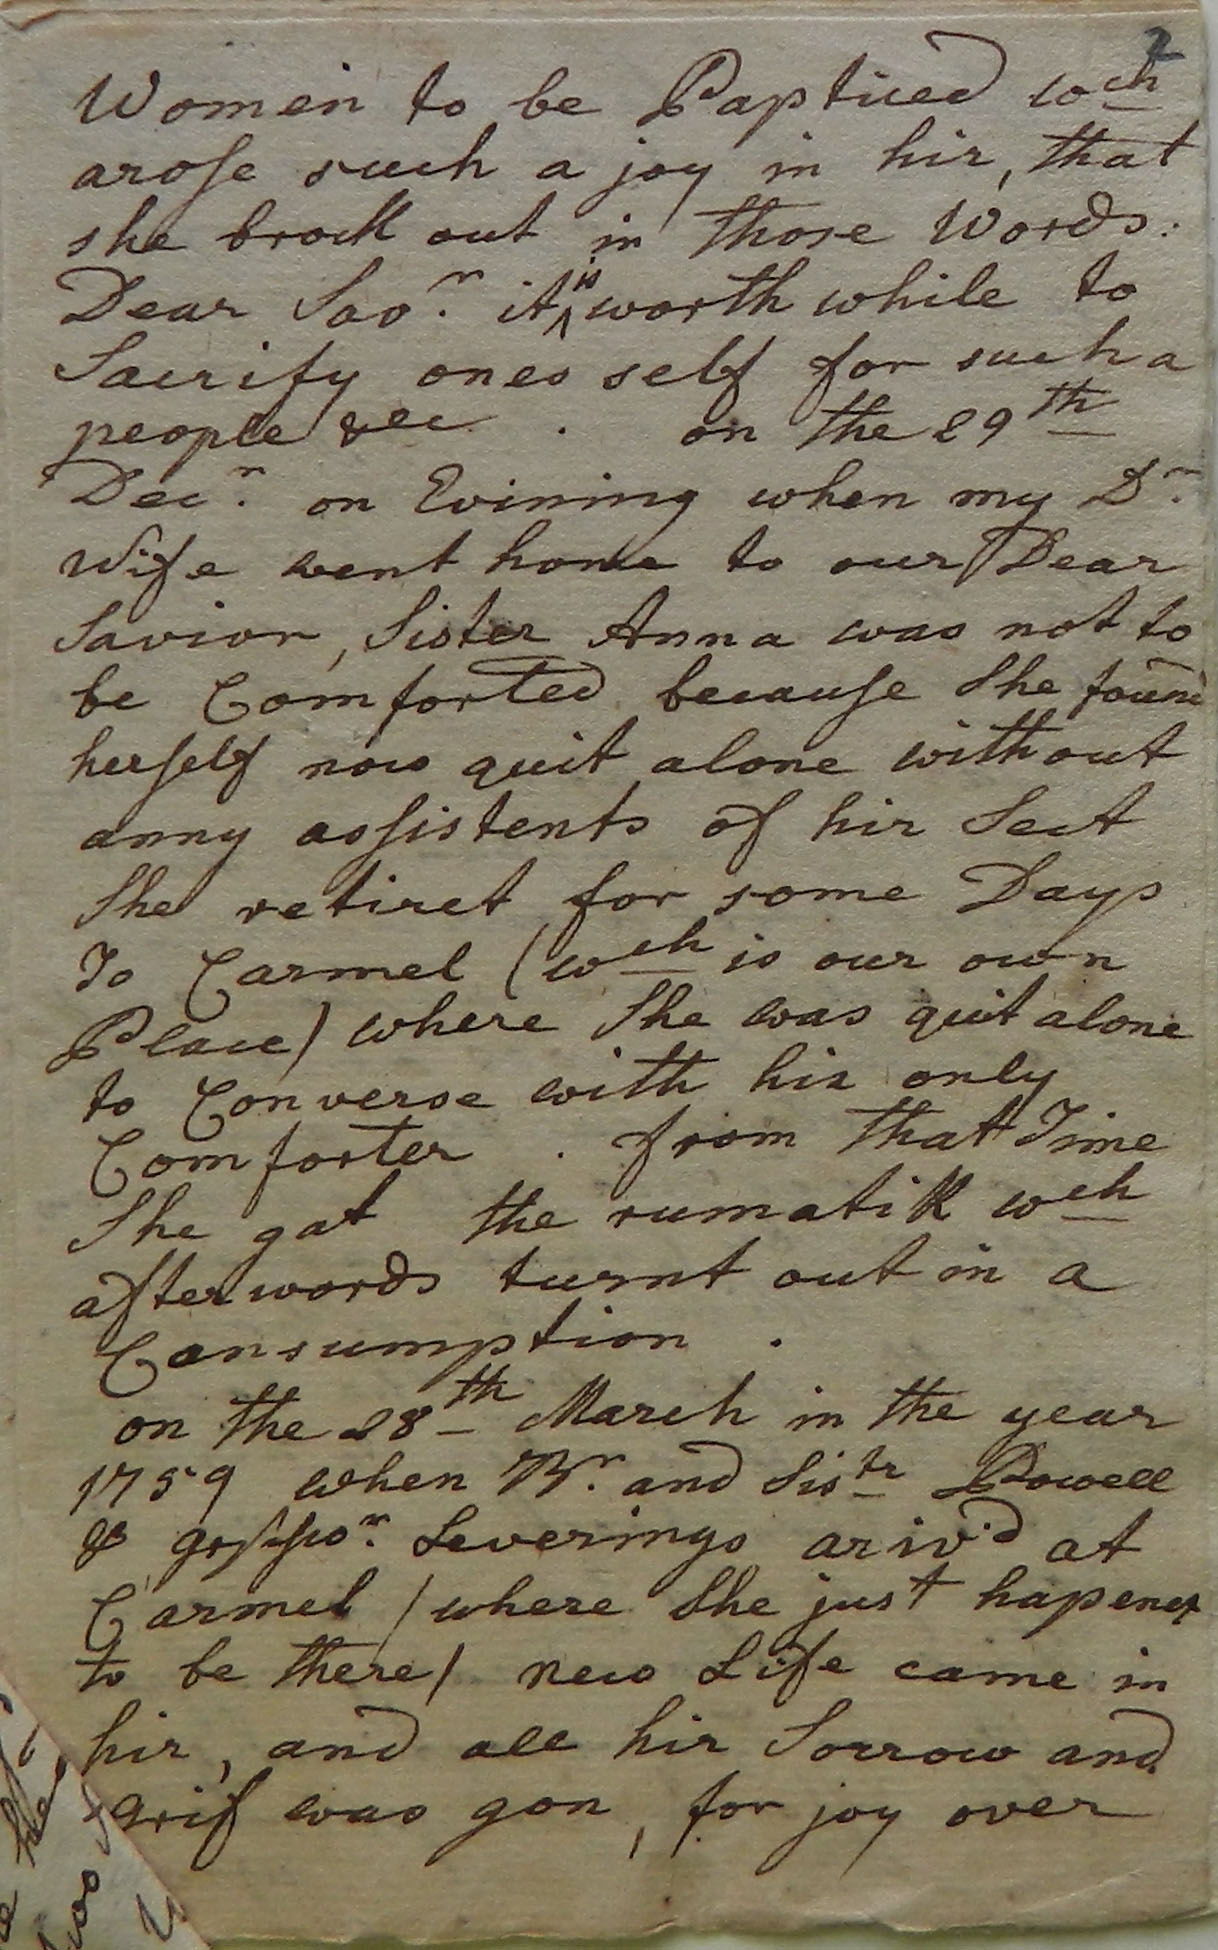 2
Women to be Bapticed wch
arose such a joy in hir, that
she brock out in those Words:
Dear Savr. it is worth while to
Sacrify ones self for such a
people &ec. on the 29th
Decr. on Evining when my Dr.
Wife went home to our Dear
Savior, Sister Anna was not to
be Comforted because She found
herself now quit alone without
anny assistents of hir Sect
She retiret for some Days
To Carmel (wch is our own
Place) where She was quit alone
to Converse with hir only
Comforter. from that Time
She gat the rumatik wch
afterwords turnt out in a
Consumption.
on the 28th March in the year
1759 when Br. and Sistr Powell
& Leverings ariv'd at
Carmel (where She just hapenet
to be there) new Life came in
hir, and all hir Sorrow and
grif was gon, for joy over